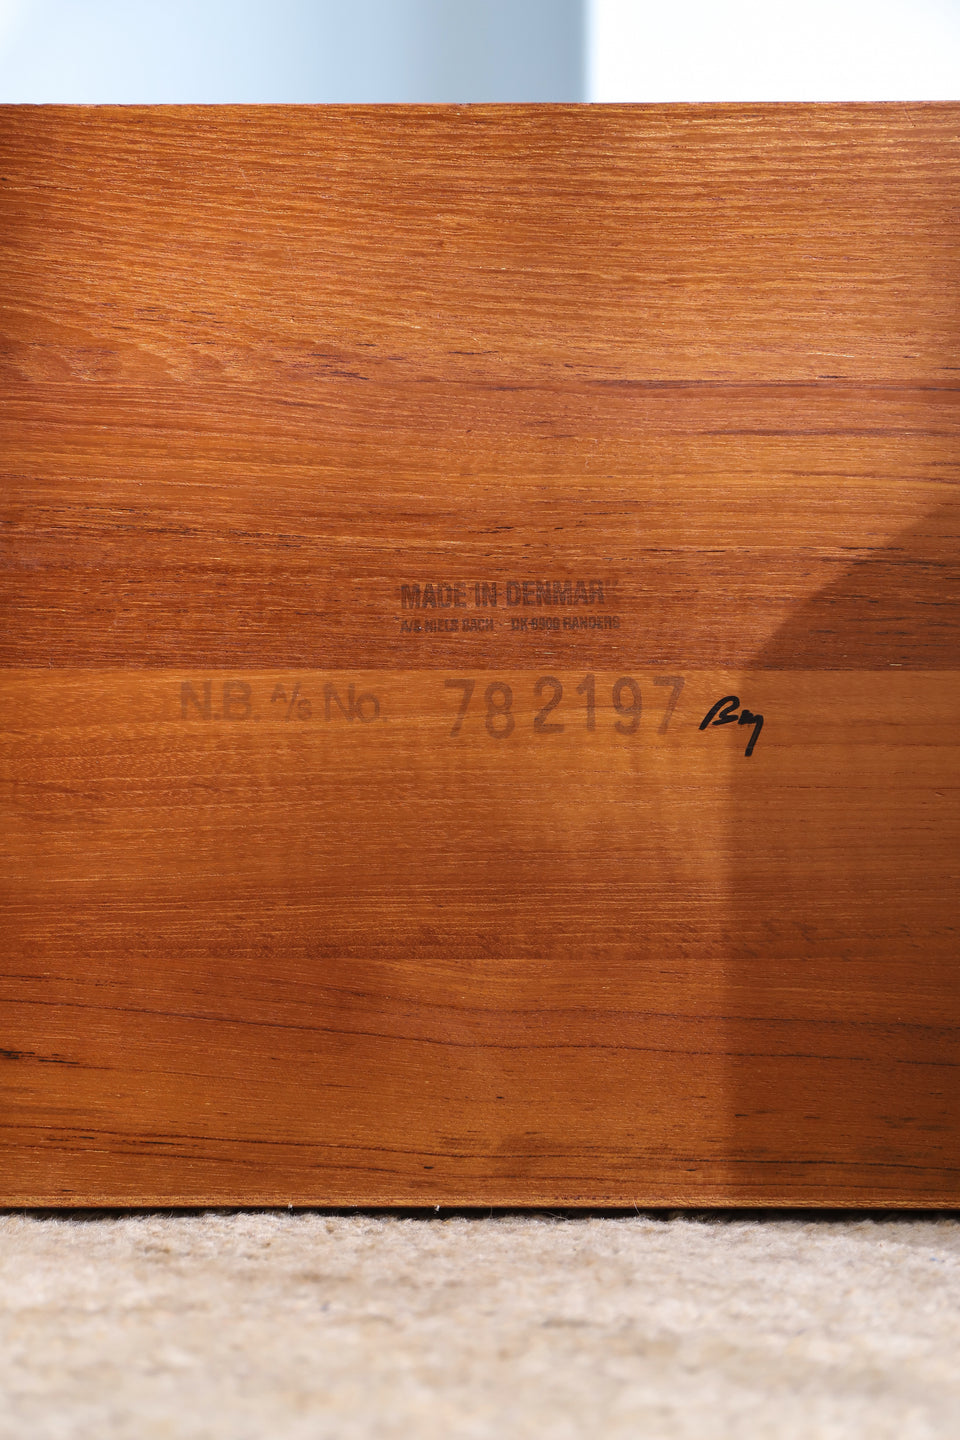 MADE IN DENMARK
A/S NIELS BACH · DK-8900 RANDERS
N.B. A/S No. 782197